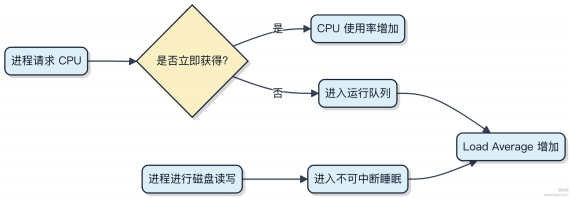 进程请求 CPU
是否立即获得?
是
CPU 使用率增加
否
进入运行队列
Load Average 增加
进程进行磁盘读写
进入不可中断睡眠